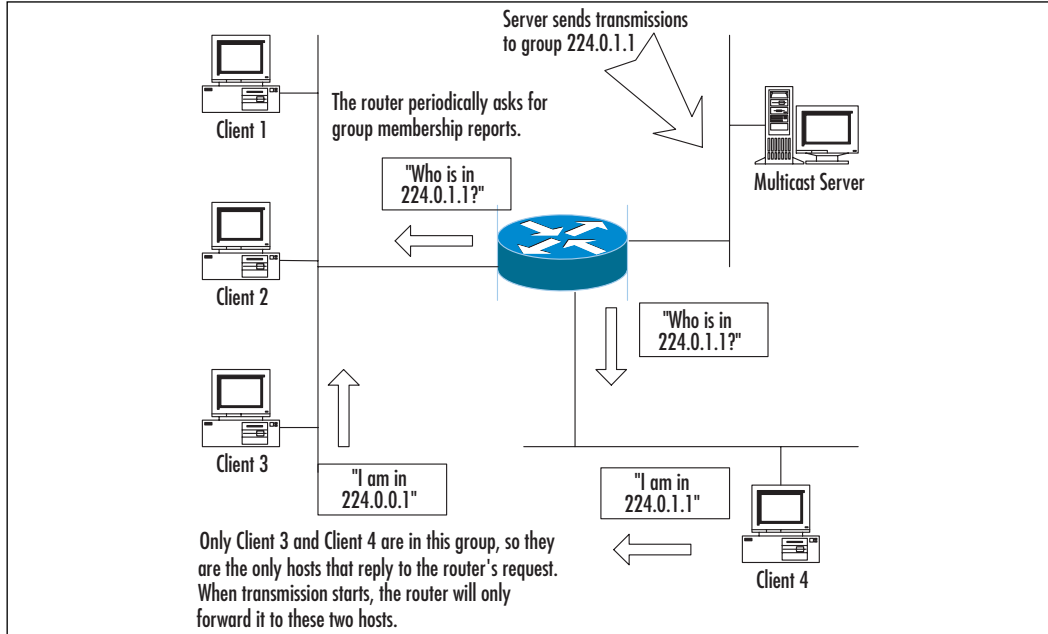 Server sends transmissions
to group 224.0.1.1
Client 1
The router periodically asks for
group membership reports.
"Who is in
224.0.1.1?"
Multicast Server
Client 2
"Who is in
224.0.1.1?"
Client 3
"I am in
224.0.0.1"
"I am in
224.0.1.1"
Client 4
Only Client 3 and Client 4 are in this group, so they
are the only hosts that reply to the router's request.
When transmission starts, the router will only
forward it to these two hosts.